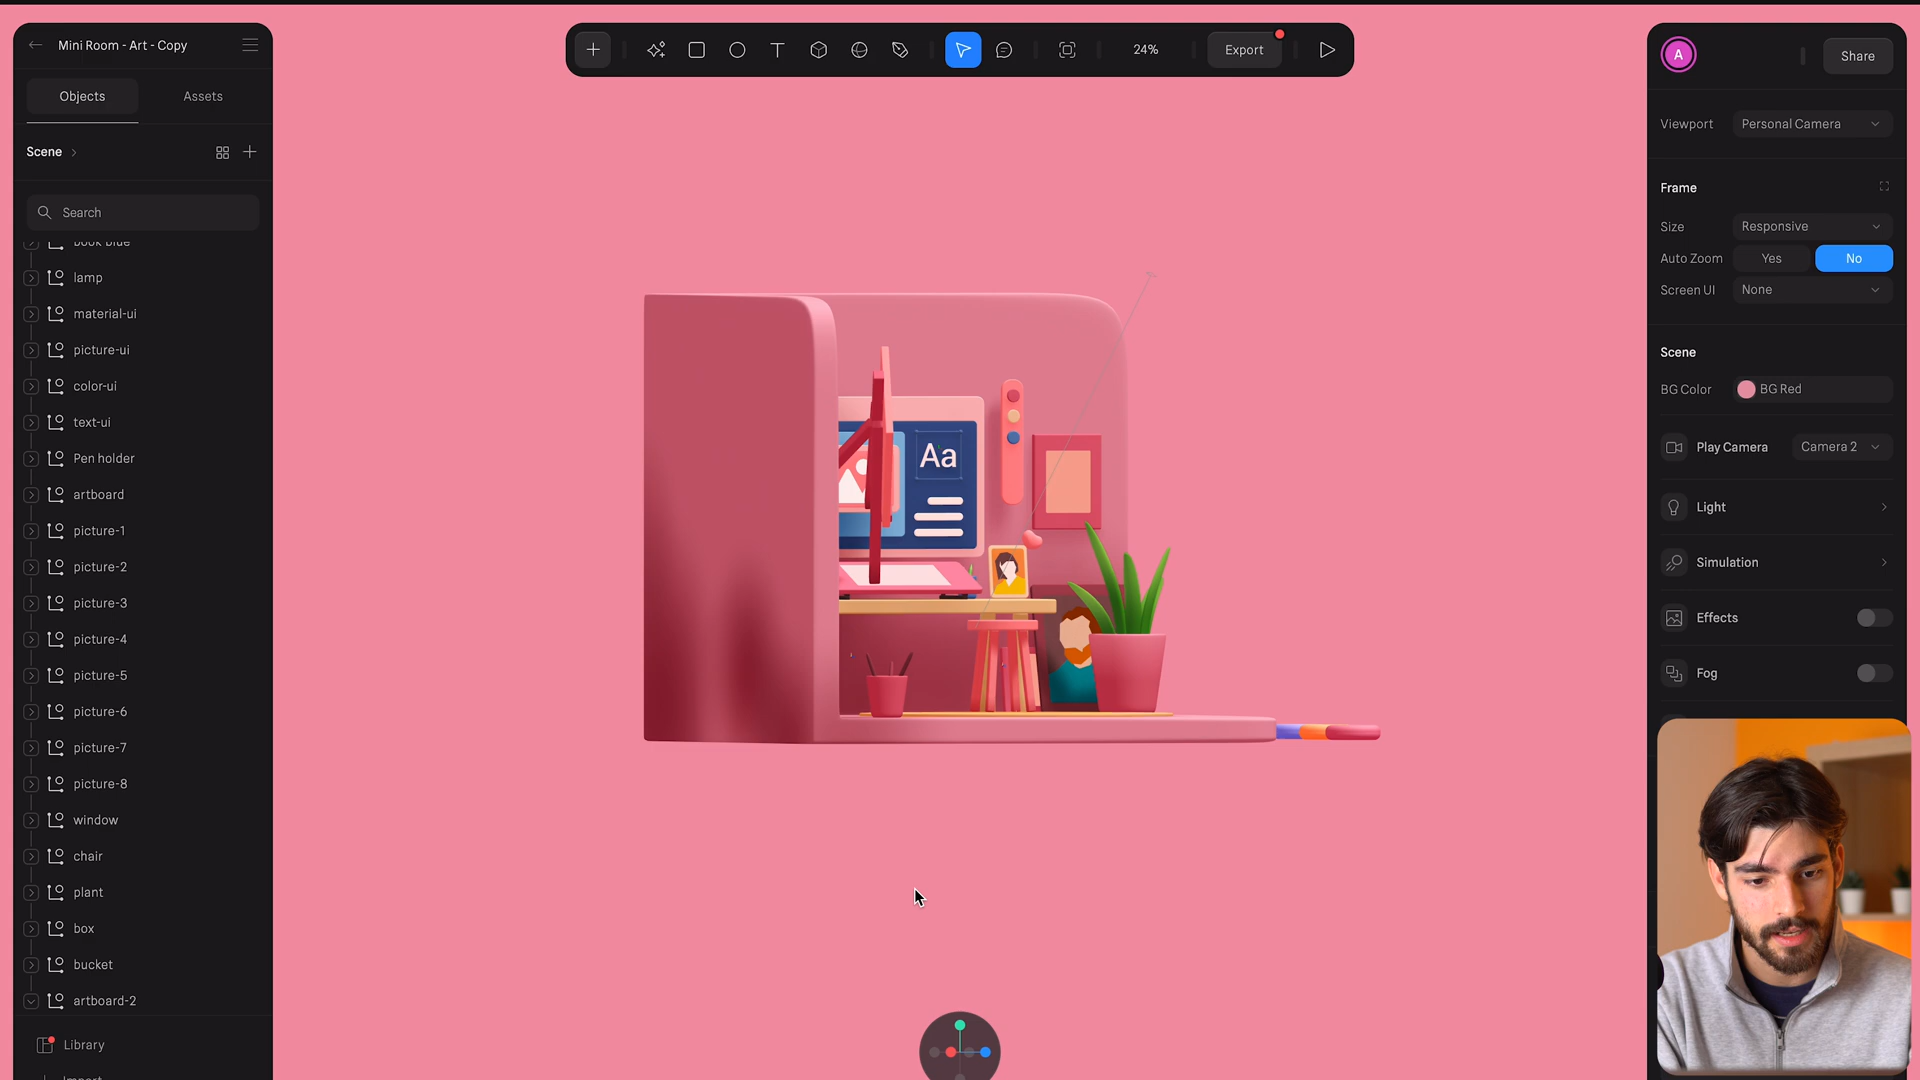 Mini Room - Art - Copy
Objects
Assets
Scene
Search
book blue
lamp
material-ui
picture-ui
color-ui
text-ui
Pen holder
artboard
picture-1
picture-2
picture-3
picture-4
picture-5
picture-6
picture-7
picture-8
window
chair
plant
box
bucket
artboard-2
Library
Import
T
24%
Export
Aa
A
Share
Viewport
Personal Camera
Frame
Size
Responsive
Auto Zoom
Yes
No
Screen UI
None
Scene
BG Color
BG Red
Play Camera
Camera 2
Light
Simulation
Effects
Fog